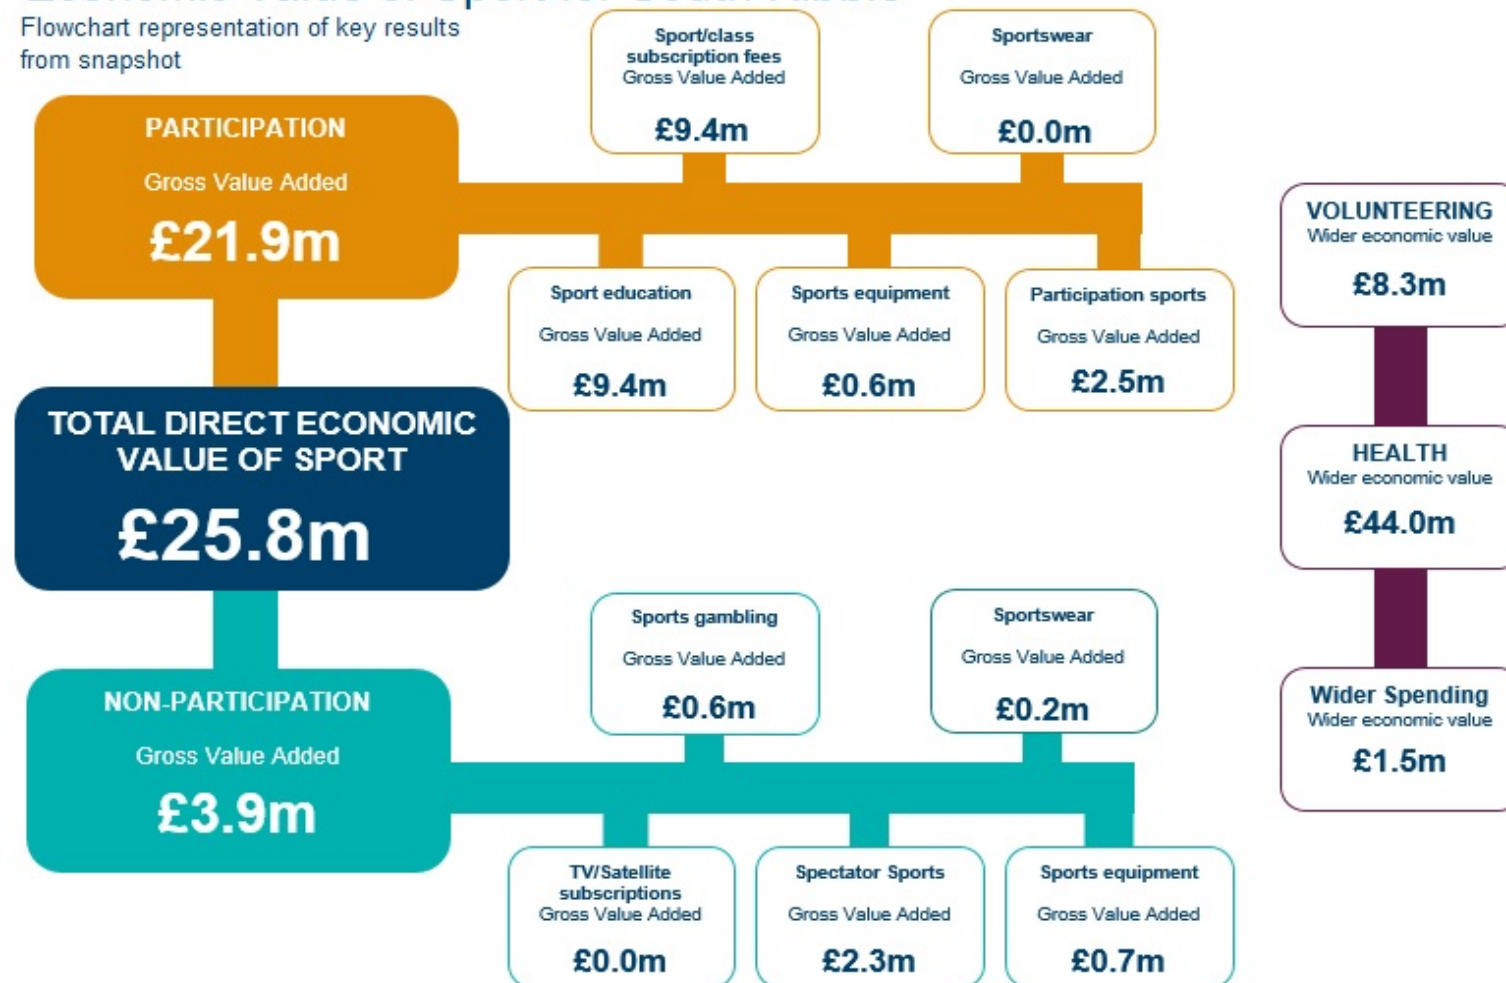 Flowchart representation of key results
from snapshot
PARTICIPATION
Gross Value Added
£21.9m
Sport/class
subscription fees
Gross Value Added
£9.4m
Sportswear
Gross Value Added
£0.0m
Sport education
Gross Value Added
£9.4m
Sports equipment
Gross Value Added
£0.6m
Participation sports
Gross Value Added
£2.5m
TOTAL DIRECT ECONOMIC
VALUE OF SPORT
£25.8m
NON-PARTICIPATION
Gross Value Added
£3.9m
Sports gambling
Gross Value Added
£0.6m
Sportswear
Gross Value Added
£0.2m
TV/Satellite
subscriptions
Gross Value Added
£0.0m
Spectator Sports
Gross Value Added
£2.3m
Sports equipment
Gross Value Added
£0.7m
VOLUNTEERING
Wider economic value
£8.3m
HEALTH
Wider economic value
£44.0m
Wider Spending
Wider economic value
£1.5m